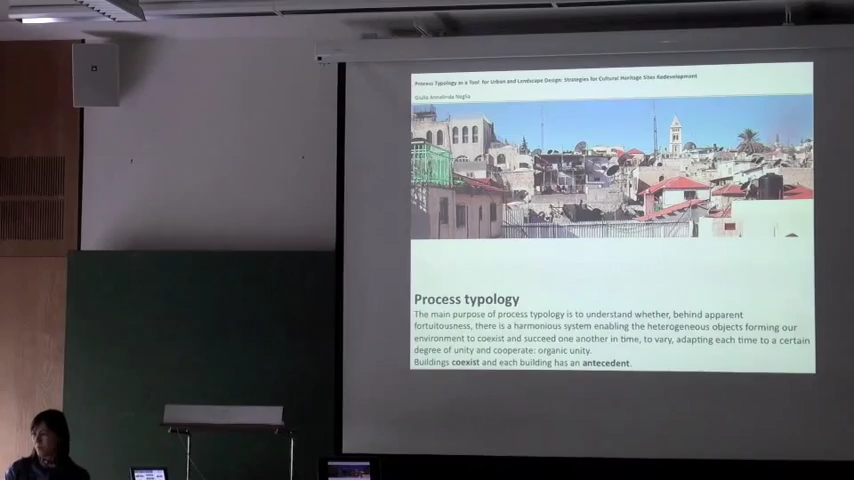 Process Typology as a Tool for Urban and Landscape Design: Strategies for Cultural Heritage Sites Redevelopment
Giulia Annalinda Neglia
Process typology
The main purpose of process typology is to understand whether, behind apparent
fortuitousness, there is a harmonious system enabling the heterogeneous objects forming our
environment to coexist and succeed one another in time, to vary, adapting each time to a certain
degree of unity and cooperate: organic unity.
Buildings coexist and each building has an antecedent.